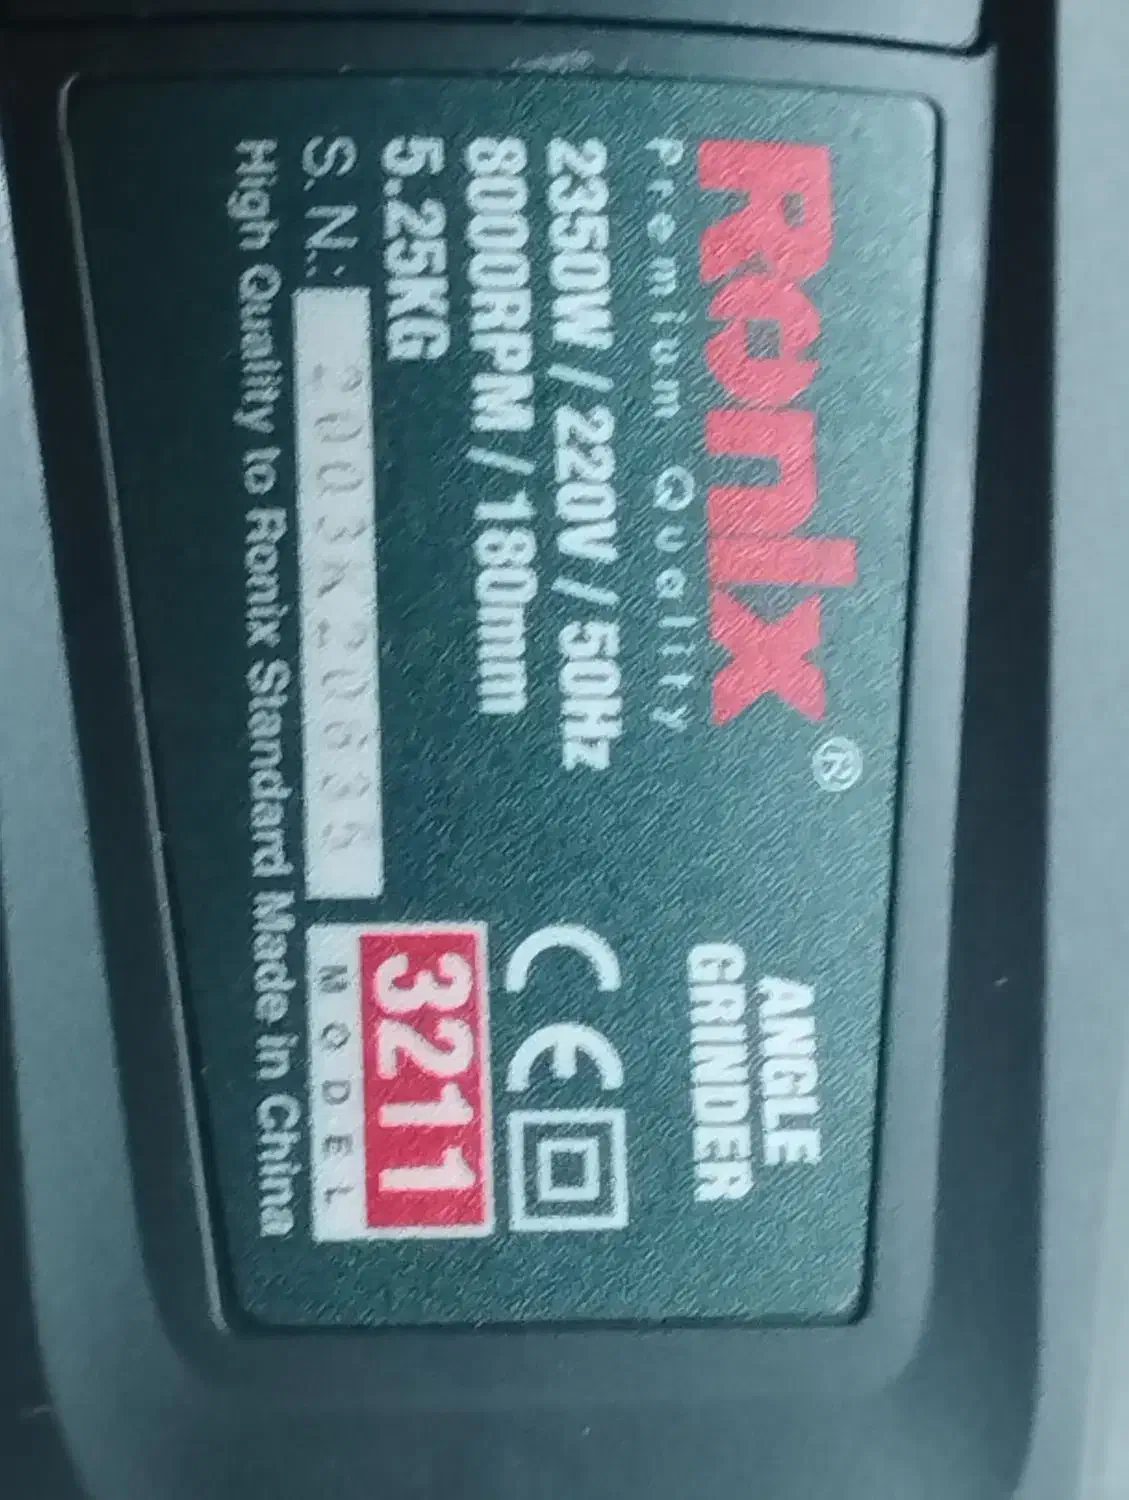 Ronix®
Premium Quality
ANGLE
GRINDER
2350W / 220V / 50Hz
8000RPM / 180mm
5.25KG
S.N.:
CE
3211
MODEL
High Quality to Ronix Standard Made in China